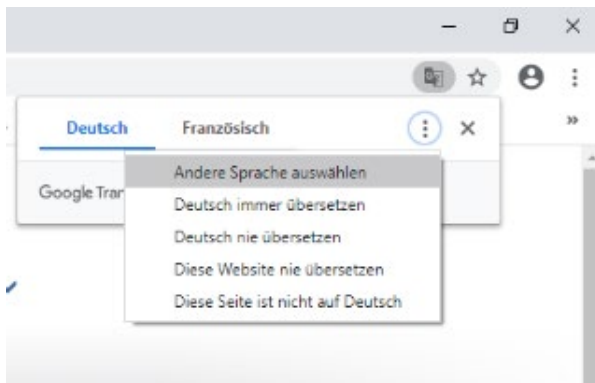 Deutsch Französisch
Andere Sprache auswählen
Google Tran
Deutsch immer übersetzen
Deutsch nie übersetzen
Diese Website nie übersetzen
Diese Seite ist nicht auf Deutsch